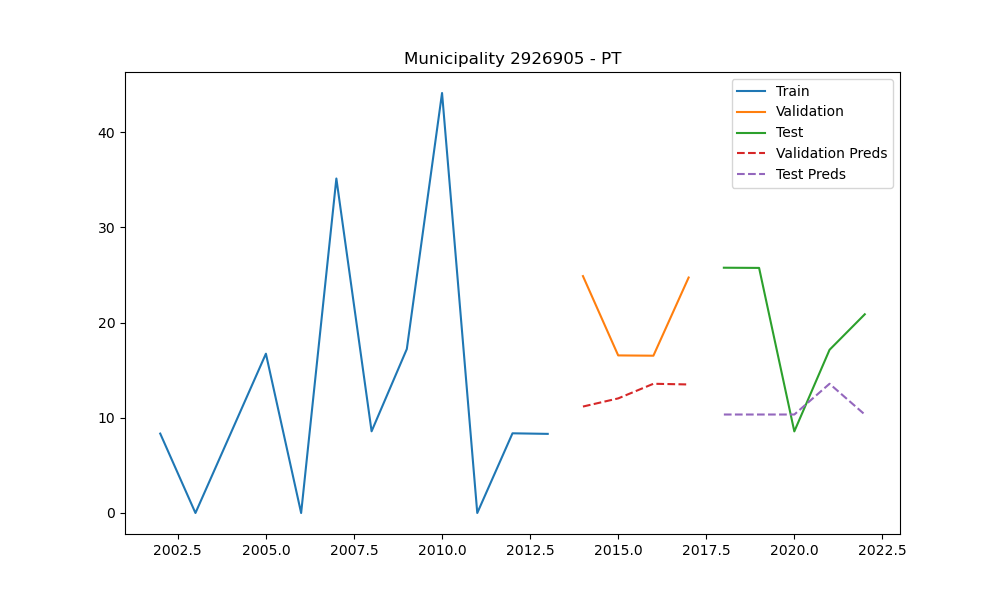 Municipality 2926905 - PT
Train
Validation
Test
Validation Preds
Test Preds
40
30
20
10
0
2002.5 2005.0 2007.5 2010.0 2012.5 2015.0 2017.5 2020.0 2022.5